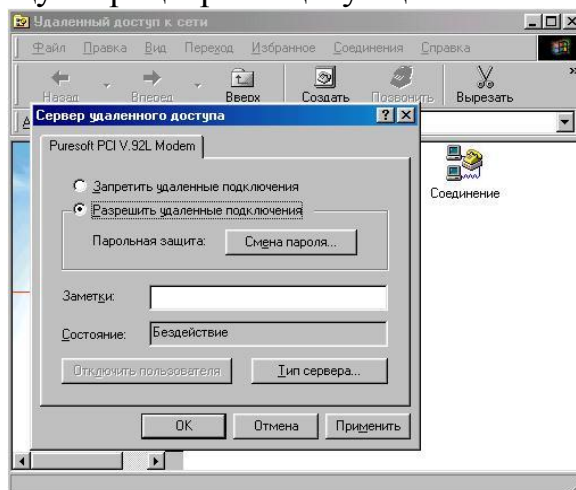 Удаленный доступ к сети
Файл Правка Вид Переход Избранное Соединения Справка
Назад Вперед Вверх Создать Позвонить Вырезать »
Сервер удаленного доступа
Puresoft PCI V.92L Modem
Соединение
Запретить удаленные подключения
Разрешить удаленные подключения
Парольная защита: Смена пароля...
Заметки:
Состояние: Бездействие
Отключить пользователя Тип сервера...
OK Отмена Применить